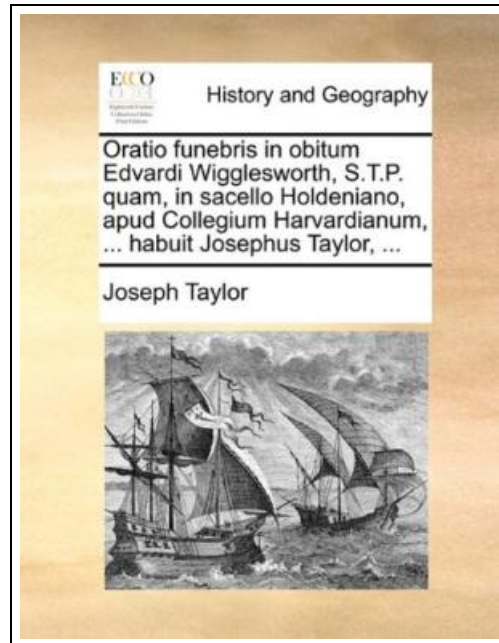 ECCO
History and Geography
Oratio funebris in obitum
Edvardi Wigglesworth, S.T.P.
quam, in sacello Holdeniano,
apud Collegium Harvardianum,
... habuit Josephus Taylor, ...
Joseph Taylor